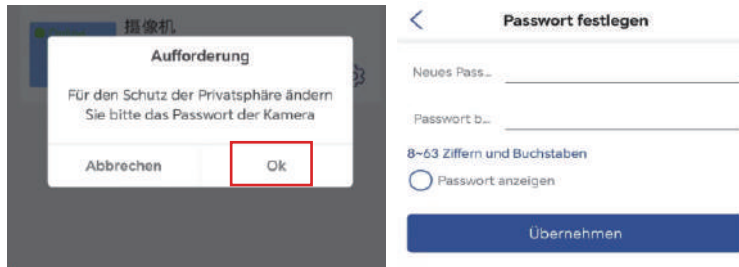 摄像机
Aufforderung
Für den Schutz der Privatsphäre ändern
Sie bitte das Passwort der Kamera
Abbrechen
Ok
Passwort festlegen
Neues Pass...
Passwort b...
8~63 Ziffern und Buchstaben
Passwort anzeigen
Übernehmen